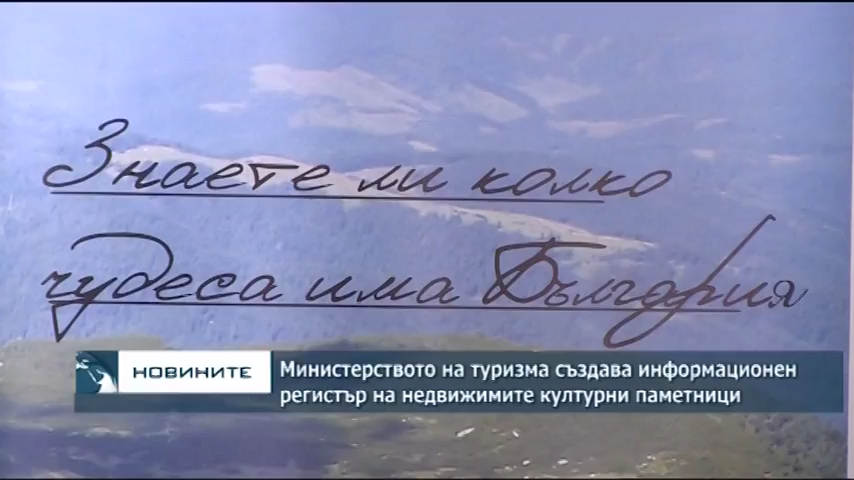 Знаете ли колко
чудеса има България
НОВИНИТЕ
Министерството на туризма създава информационен
регистър на недвижимите културни паметници